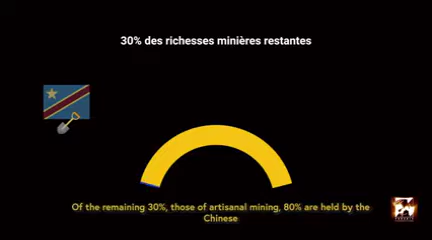 30% des richesses minières restantes
Of the remaining 30%, those of artisanal mining, 80% are held by the
Chinese